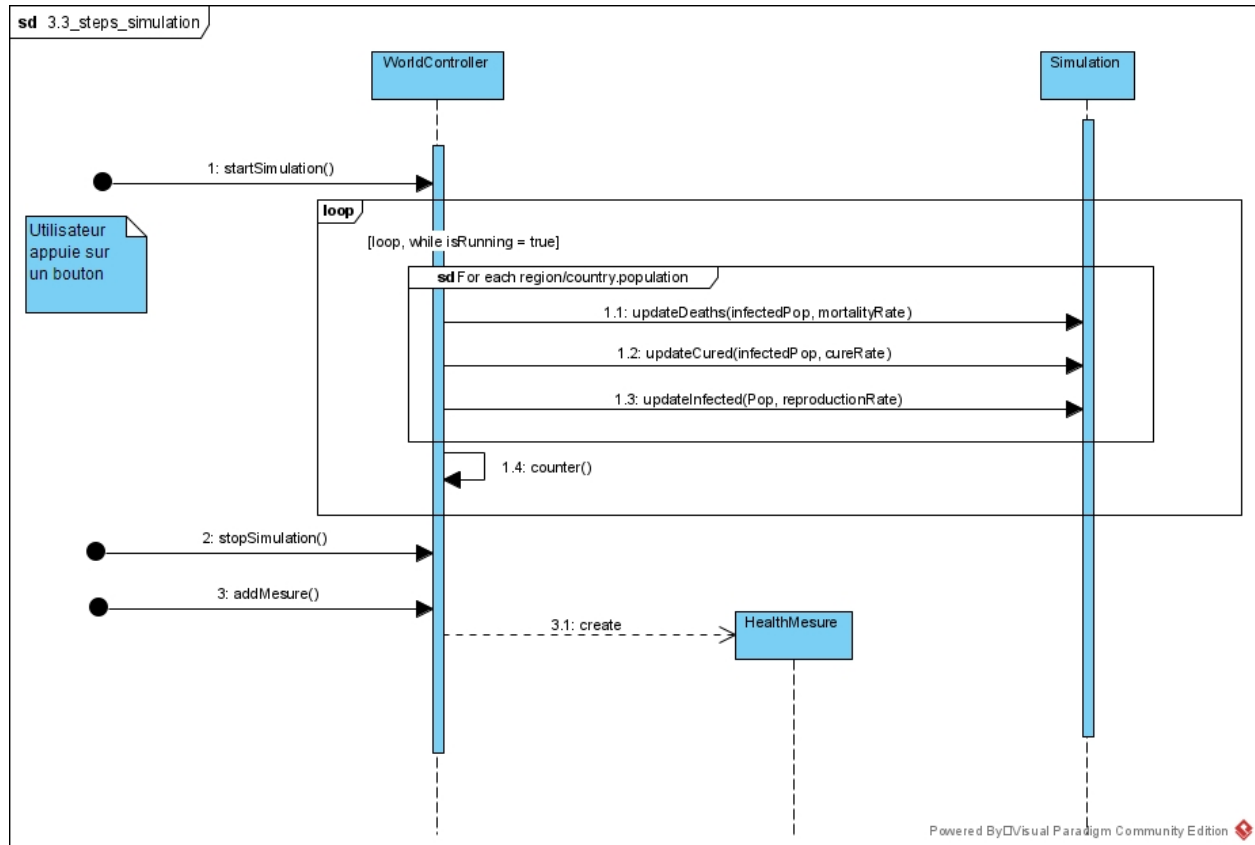 sd 3.3_steps_simulation
WorldController
Simulation
1: startSimulation()
Utilisateur
appuie sur
un bouton
loop
[loop, while isRunning = true]
sd For each region/country.population
1.1: updateDeaths(infectedPop, mortalityRate)
1.2: updateCured(infectedPop, cureRate)
1.3: updateInfected(Pop, reproductionRate)
1.4: counter()
2: stopSimulation()
3: addMesure()
3.1: create
HealthMesure
Powered By□Visual Paradigm Community Edition